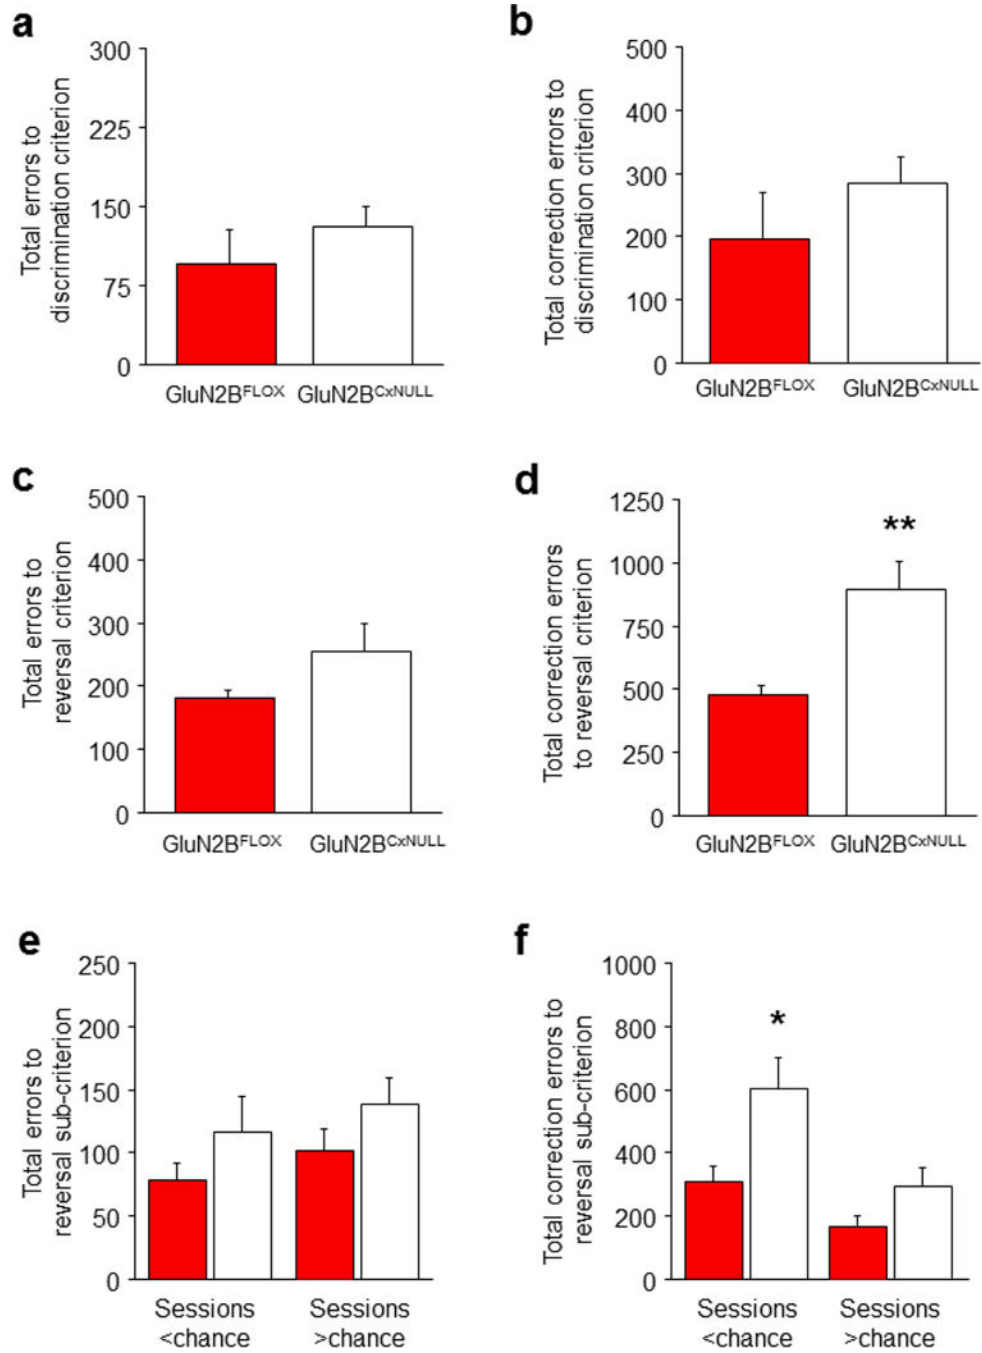 a
Total errors to
discrimination criterion
300
225
150
75
0
GluN2BFLOX GluN2BCxNULL
b
Total correction errors to
discrimination criterion
500
400
300
200
100
0
GluN2BFLOX GluN2BCxNULL
c
Total errors to
reversal criterion
500
400
300
200
100
0
GluN2BFLOX GluN2BCxNULL
d
Total correction errors
to reversal criterion
1250
1000
750
500
250
0
**
GluN2BFLOX GluN2BCxNULL
e
Total errors to
reversal sub-criterion
250
200
150
100
50
0
Sessions
<chance
Sessions
>chance
f
Total correction errors to
reversal sub-criterion
1000
800
600
400
200
0
*
Sessions
<chance
Sessions
>chance